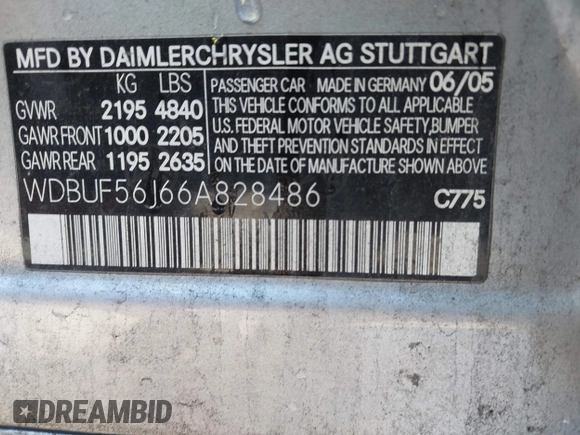 MFD BY DAIMLERCHRYSLER AG STUTTGART
KG LBS
GVWR 2195 4840
GAWR FRONT 1000 2205
GAWR REAR 1195 2635
PASSENGER CAR MADE IN GERMANY 06/05
THIS VEHICLE CONFORMS TO ALL APPLICABLE
U.S. FEDERAL MOTOR VEHICLE SAFETY, BUMPER
AND THEFT PREVENTION STANDARDS IN EFFECT
ON THE DATE OF MANUFACTURE SHOWN ABOVE.
WDBUF56J66A828486
C775
DREAMBID